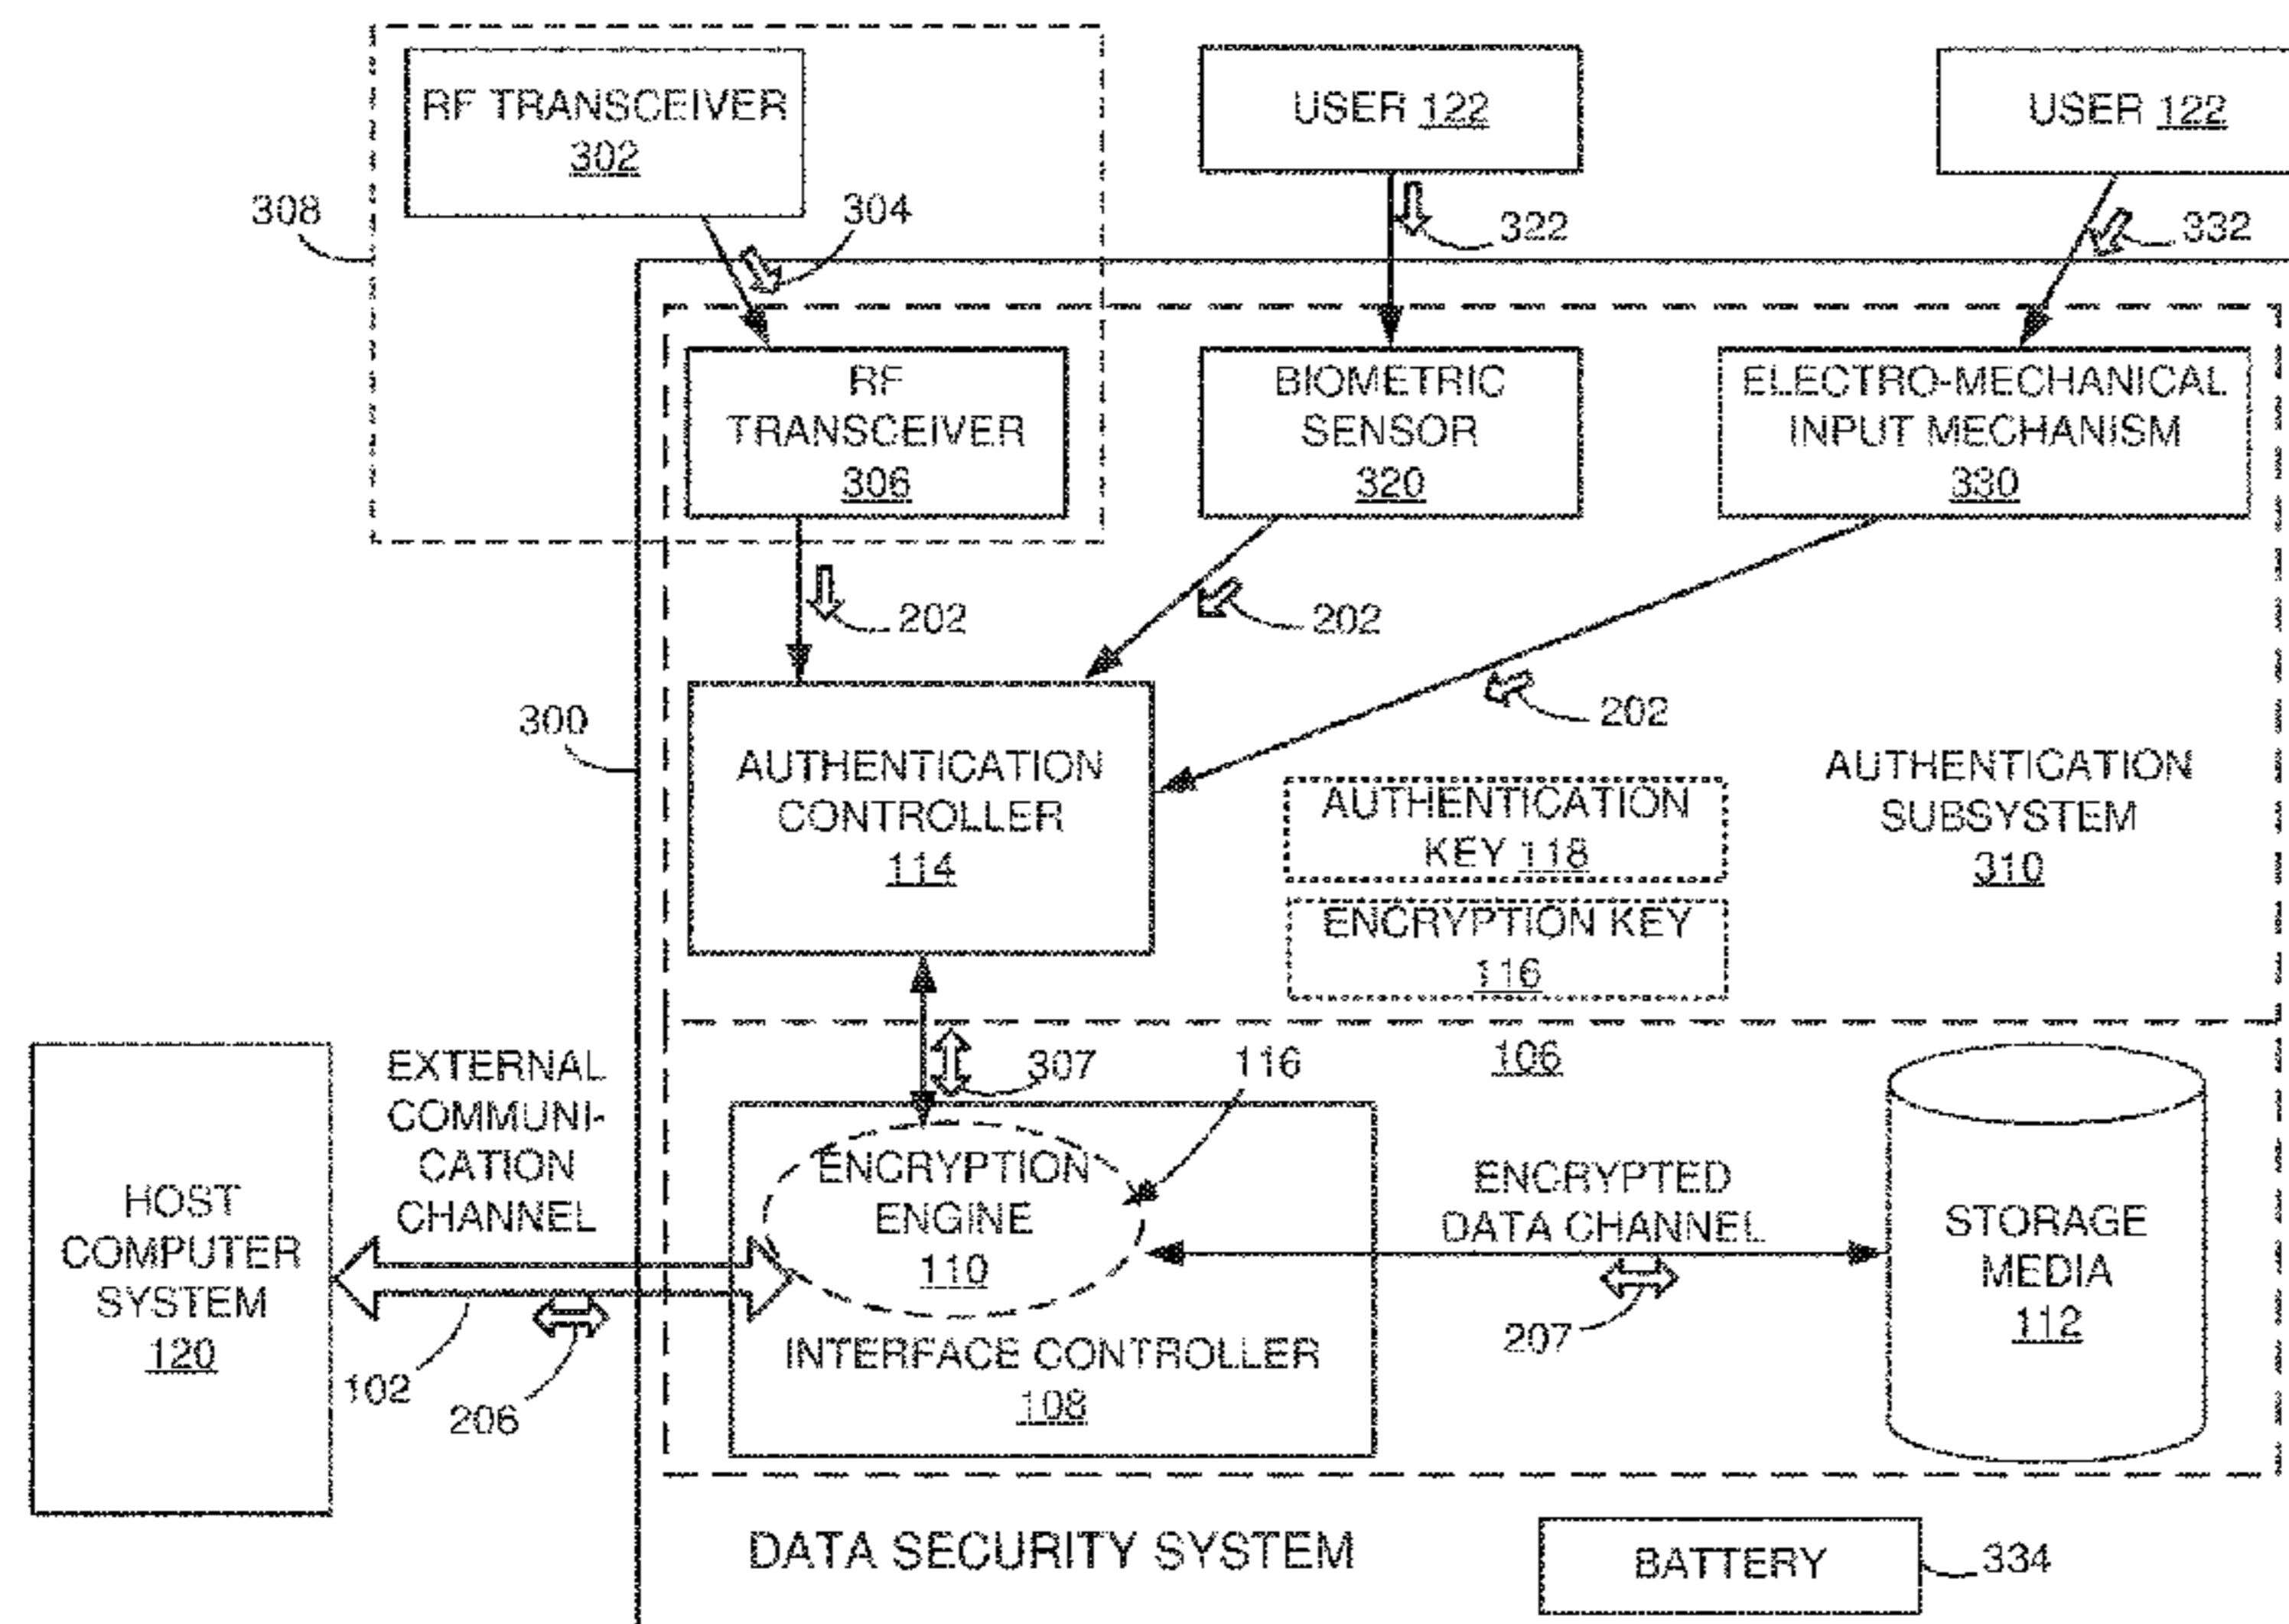 RF TRANSCEIVER
302
USER 122
USER 122
308
304
322
332
RF
TRANSCEIVER
306
BIOMETRIC
SENSOR
320
ELECTRO-MECHANICAL
INPUT MECHANISM
330
202
202
202
300
AUTHENTICATION
CONTROLLER
114
AUTHENTICATION
KEY 118
ENCRYPTION KEY
116
AUTHENTICATION
SUBSYSTEM
310
EXTERNAL
COMMUNI-
CATION
CHANNEL
307
116
106
HOST
COMPUTER
SYSTEM
120
ENCRYPTION
ENGINE
110
ENCRYPTED
DATA CHANNEL
STORAGE
MEDIA
112
102
206
207
INTERFACE CONTROLLER
108
DATA SECURITY SYSTEM
BATTERY
334